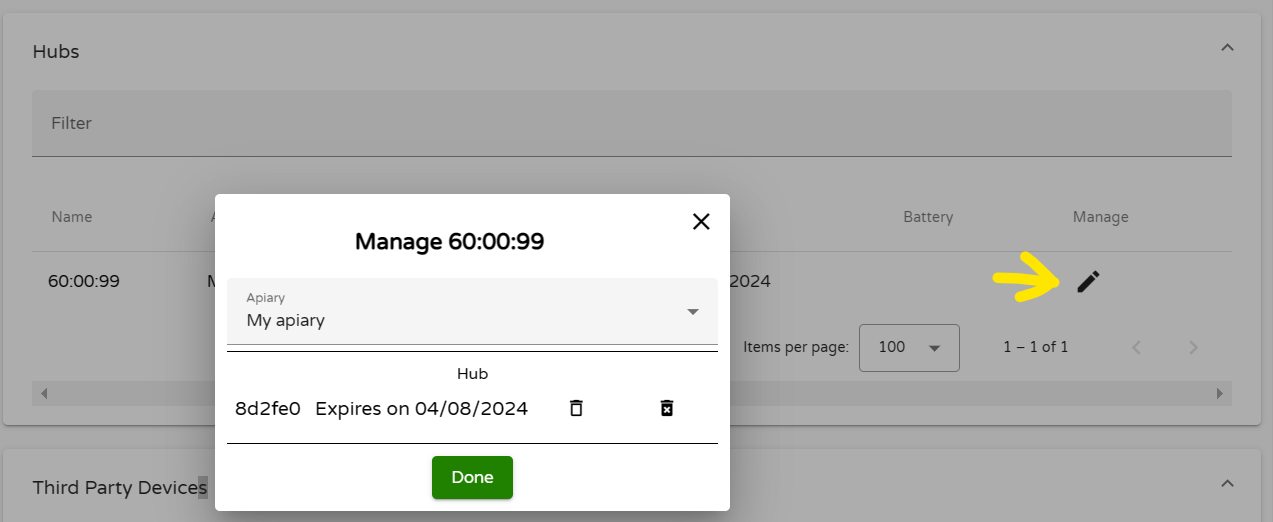 Hubs
Filter
Name
Battery
Manage
60:00:99
2024
Items per page:
100
1 – 1 of 1
Manage 60:00:99
Apiary
My apiary
Hub
8d2fe0 Expires on 04/08/2024
Done
Third Party Devices